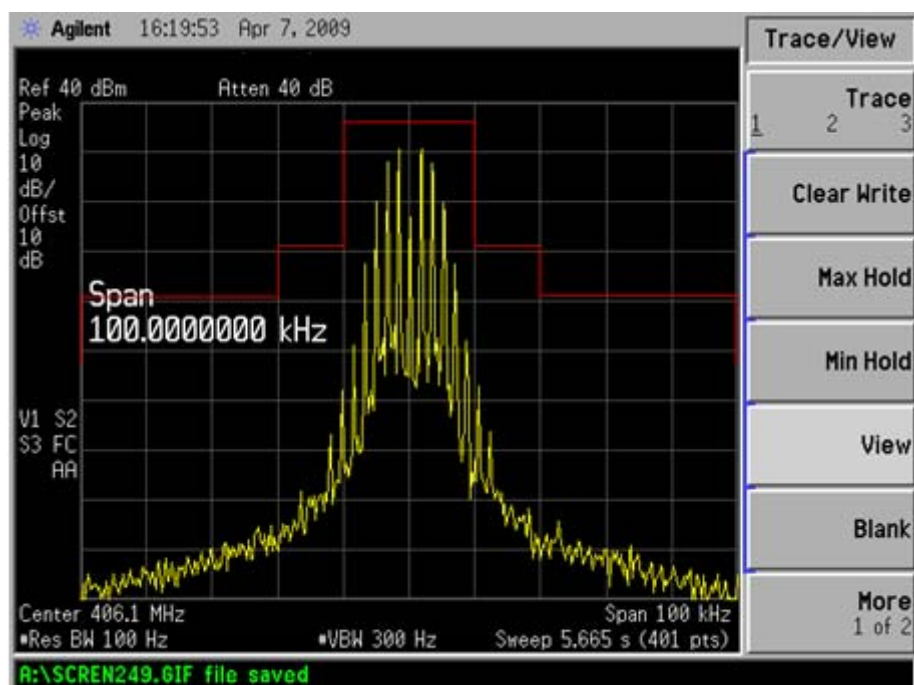 Agilent 16:19:53 Apr 7, 2009
Trace/View
Ref 40 dBm Atten 40 dB
Peak
Log
10
dB/
Offst
10
dB
Span
100.0000000 kHz
V1 S2
S3 FC
AA
Center 406.1 MHz Span 100 kHz
#Res BW 100 Hz #VBW 300 Hz Sweep 5.665 s (401 pts)
A:\SCREN249.GIF file saved
Trace
1 2 3
Clear Write
Max Hold
Min Hold
View
Blank
More
1 of 2